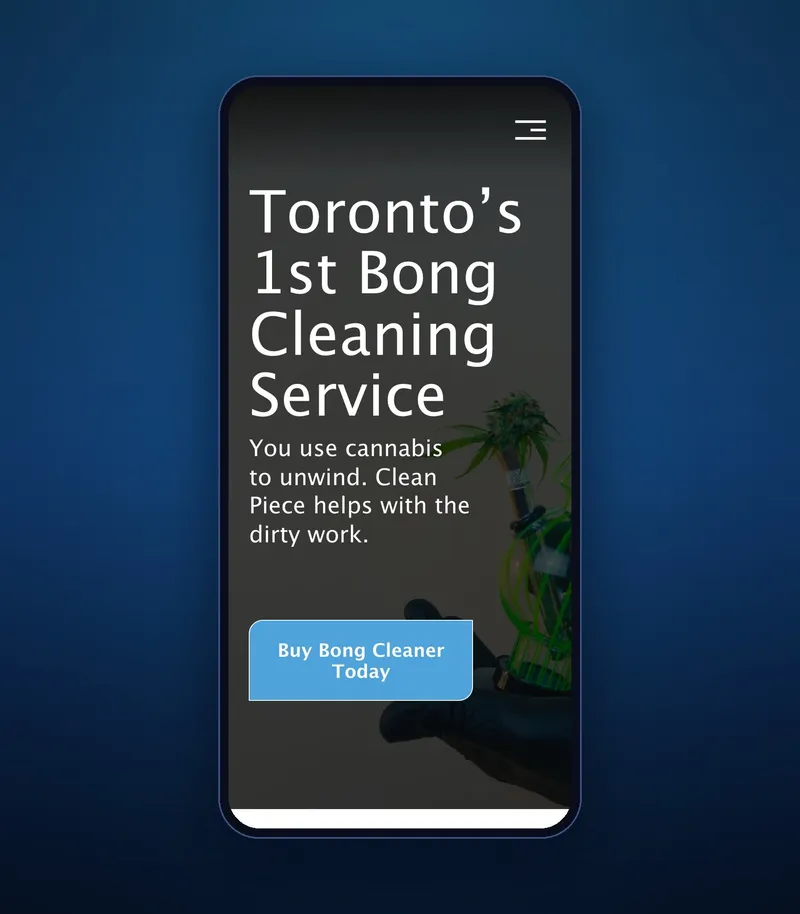 Toronto’s
1st Bong
Cleaning
Service
You use cannabis
to unwind. Clean
Piece helps with the
dirty work.
Buy Bong Cleaner
Today